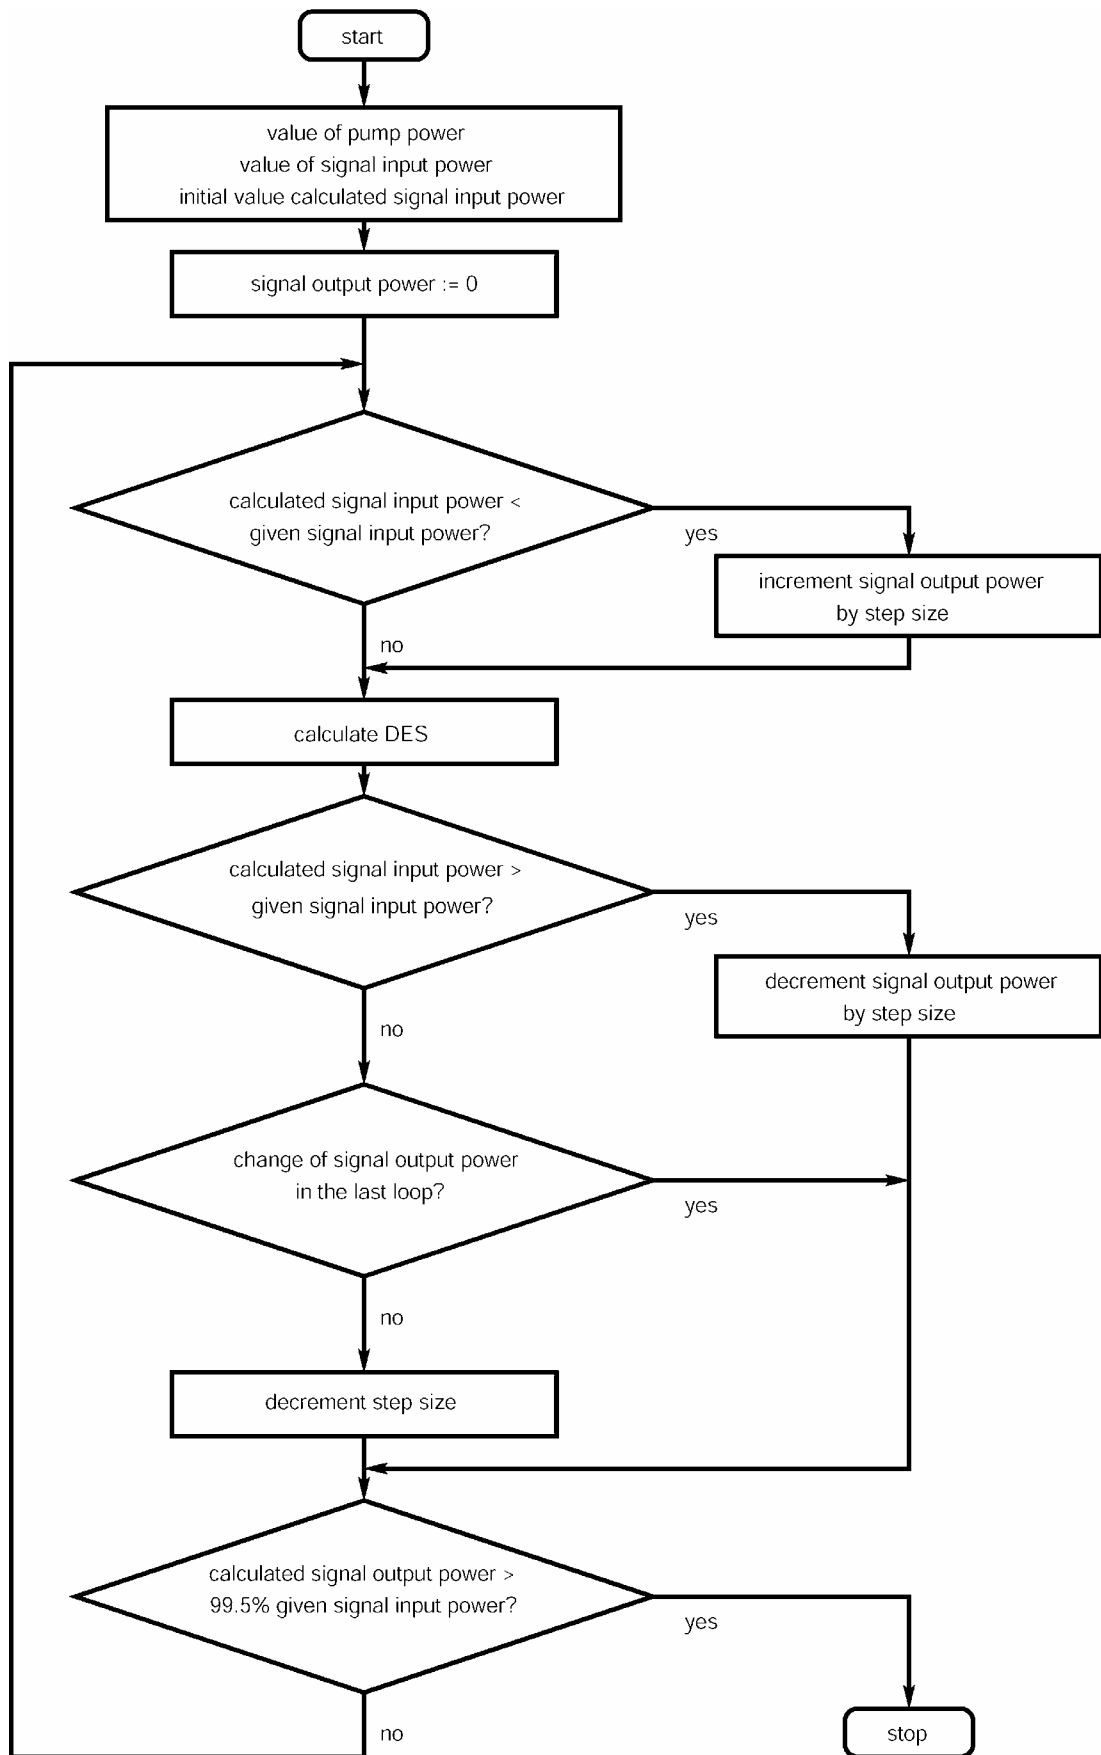 start
value of pump power
value of signal input power
initial value calculated signal input power
signal output power := 0
calculated signal input power <
given signal input power?
yes
increment signal output power
by step size
no
calculate DES
calculated signal input power >
given signal input power?
yes
decrement signal output power
by step size
no
change of signal output power
in the last loop?
yes
no
decrement step size
calculated signal output power >
99.5% given signal input power?
yes
no
stop